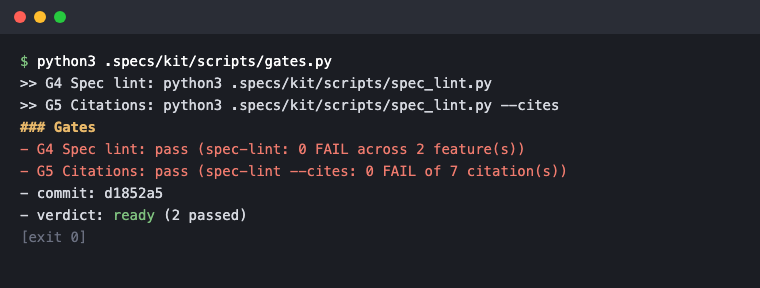 $ python3 .specs/kit/scripts/gates.py
>> G4 Spec lint: python3 .specs/kit/scripts/spec_lint.py
>> G5 Citations: python3 .specs/kit/scripts/spec_lint.py --cites
### Gates
- G4 Spec lint: pass (spec-lint: 0 FAIL across 2 feature(s))
- G5 Citations: pass (spec-lint --cites: 0 FAIL of 7 citation(s))
- commit: d1852a5
- verdict: ready (2 passed)
[exit 0]